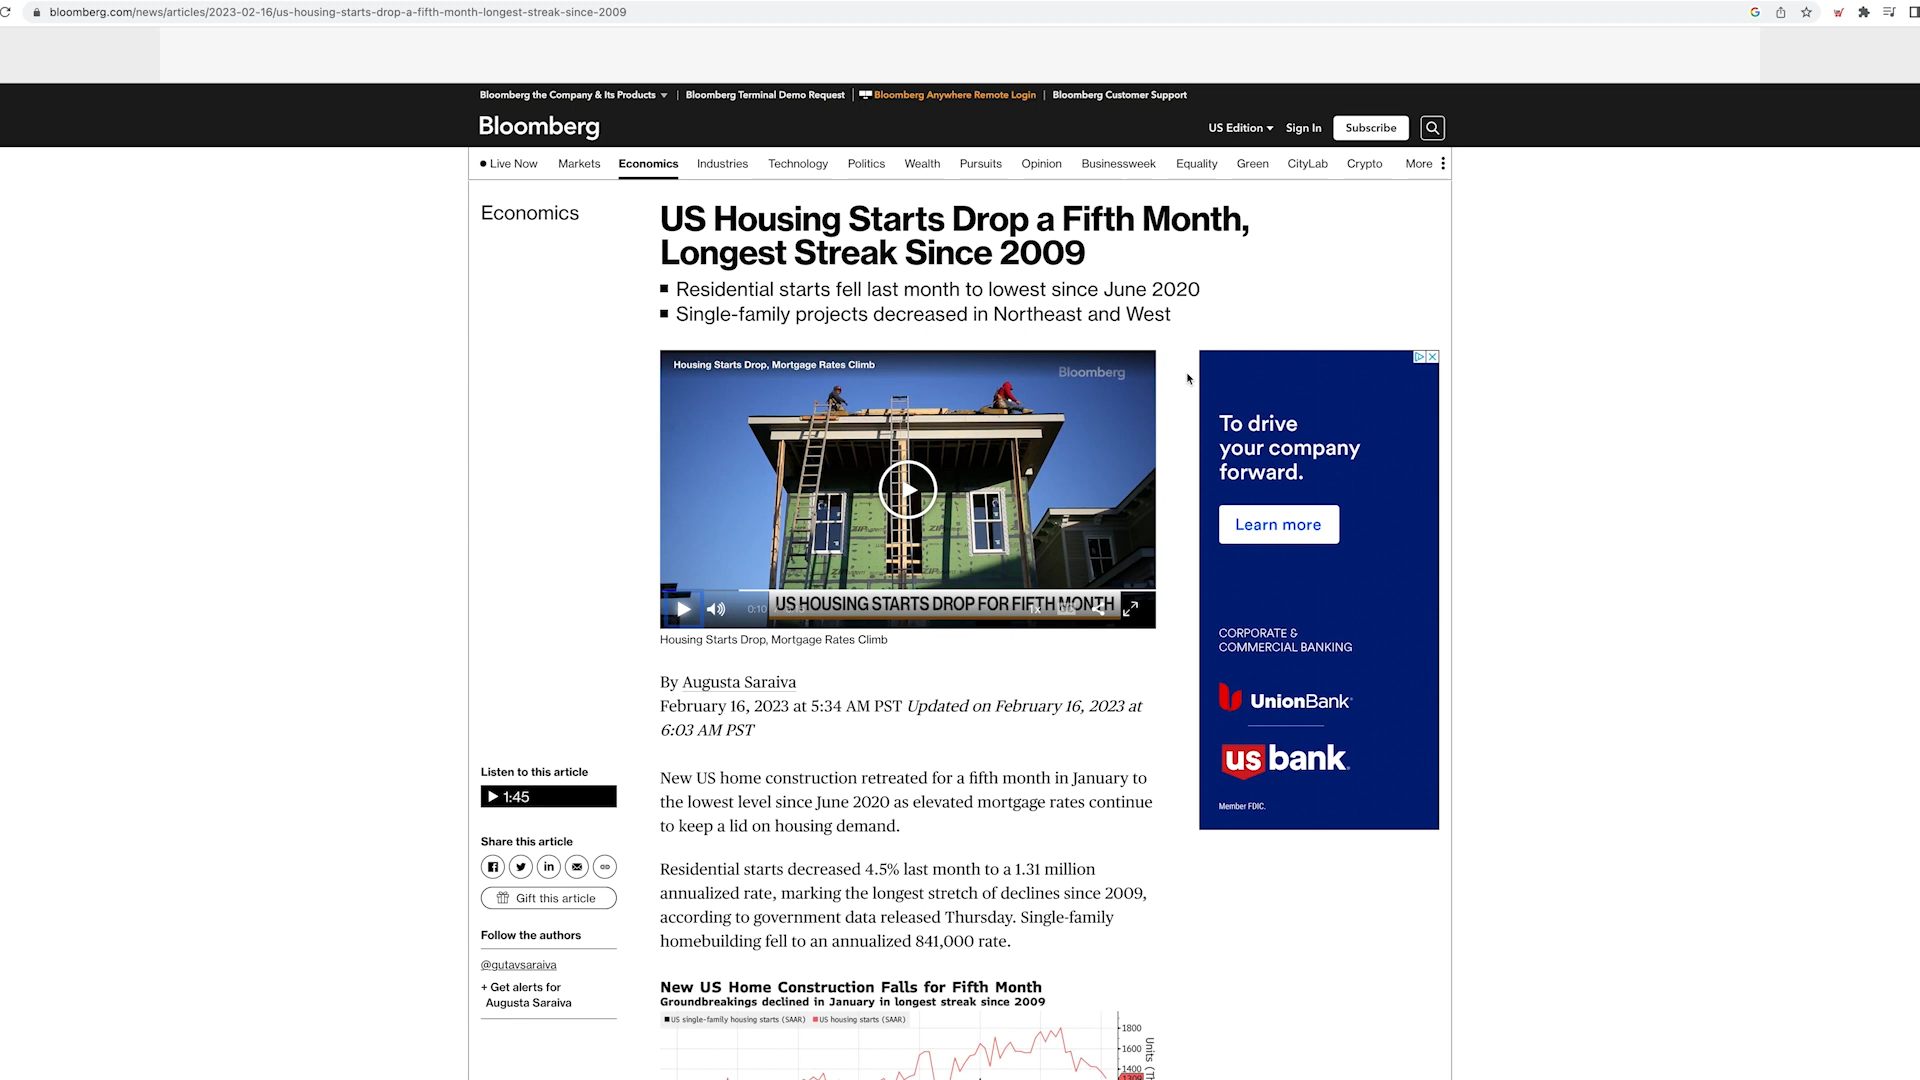 bloomberg.com/news/articles/2023-02-16/us-housing-starts-drop-a-fifth-month-longest-streak-since-2009
Bloomberg the Company & Its Products
Bloomberg Terminal Demo Request
Bloomberg Anywhere Remote Login
Bloomberg Customer Support
Bloomberg
US Edition
Sign In
Subscribe
Live Now
Markets
Economics
Industries
Technology
Politics
Wealth
Pursuits
Opinion
Businessweek
Equality
Green
CityLab
Crypto
More
Economics
US Housing Starts Drop a Fifth Month,
Longest Streak Since 2009
Residential starts fell last month to lowest since June 2020
Single-family projects decreased in Northeast and West
Housing Starts Drop, Mortgage Rates Climb
Bloomberg
0:10
US HOUSING STARTS DROP FOR FIFTH MONTH
1x
Housing Starts Drop, Mortgage Rates Climb
By Augusta Saraiva
February 16, 2023 at 5:34 AM PST Updated on February 16, 2023 at
6:03 AM PST
Listen to this article
1:45
Share this article
Gift this article
Follow the authors
@gutavsaraiva
+ Get alerts for
Augusta Saraiva
New US home construction retreated for a fifth month in January to
the lowest level since June 2020 as elevated mortgage rates continue
to keep a lid on housing demand.
Residential starts decreased 4.5% last month to a 1.31 million
annualized rate, marking the longest stretch of declines since 2009,
according to government data released Thursday. Single-family
homebuilding fell to an annualized 841,000 rate.
New US Home Construction Falls for Fifth Month
Groundbreakings declined in January in longest streak since 2009
US single-family housing starts (SAAR)
US housing starts (SAAR)
1800
1600
1400
1309
Units
To drive
your company
forward.
Learn more
CORPORATE &
COMMERCIAL BANKING
UnionBank
us bank.
Member FDIC.